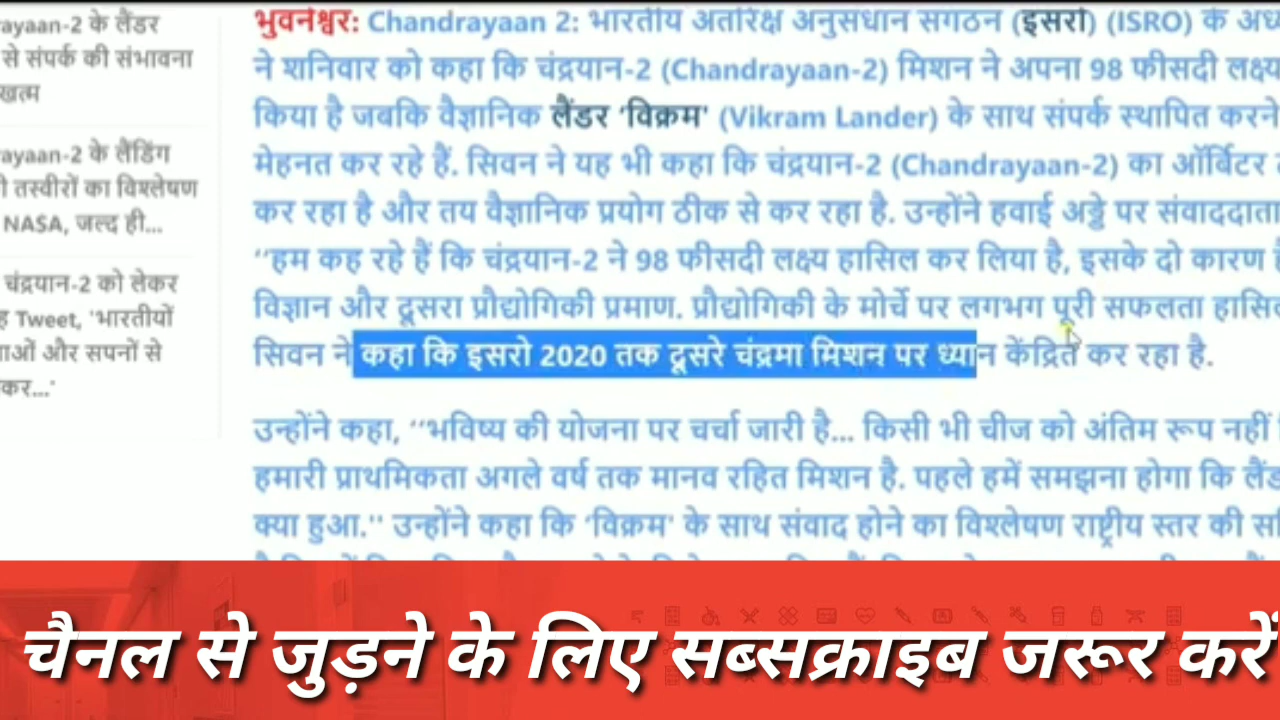 ayaan-2 के लैंडर
से संपर्क की संभावना
खत्म
ayaan-2 के लैंडिंग
तस्वीरों का विश्लेषण
NASA, जल्द ही...
चंद्रयान-2 को लेकर
Tweet, 'भारतीयों
ओं और सपनों से
कर...'
भुवनेश्वर: Chandrayaan 2: भारतीय अंतरिक्ष अनुसंधान संगठन (इसरो) (ISRO) के
ने शनिवार को कहा कि चंद्रयान-2 (Chandrayaan-2) मिशन ने अपना 98 फीसदी लक्ष्य
किया है जबकि वैज्ञानिक लैंडर 'विक्रम' (Vikram Lander) के साथ संपर्क स्थापित करने
मेहनत कर रहे हैं. सिवन ने यह भी कहा कि चंद्रयान-2 (Chandrayaan-2) का ऑर्बिटर
कर रहा है और तय वैज्ञानिक प्रयोग ठीक से कर रहा है. उन्होंने हवाई अड्डे पर संवाददाता
''हम कह रहे हैं कि चंद्रयान-2 ने 98 फीसदी लक्ष्य हासिल कर लिया है, इसके दो कारण
विज्ञान और दूसरा प्रौद्योगिकी प्रमाण. प्रौद्योगिकी के मोर्चे पर लगभग पूरी सफलता हासि
सिवन ने कहा कि इसरो 2020 तक दूसरे चंद्रमा मिशन पर ध्यान केंद्रित कर रहा है.
उन्होंने कहा, ''भविष्य की योजना पर चर्चा जारी है... किसी भी चीज को अंतिम रूप नहीं
हमारी प्राथमिकता अगले वर्ष तक मानव रहित मिशन है. पहले हमें समझना होगा कि लैंड
क्या हुआ.'' उन्होंने कहा कि 'विक्रम' के साथ संवाद होने का विश्लेषण राष्ट्रीय स्तर की
चैनल से जुड़ने के लिए सब्सक्राइब जरूर करें